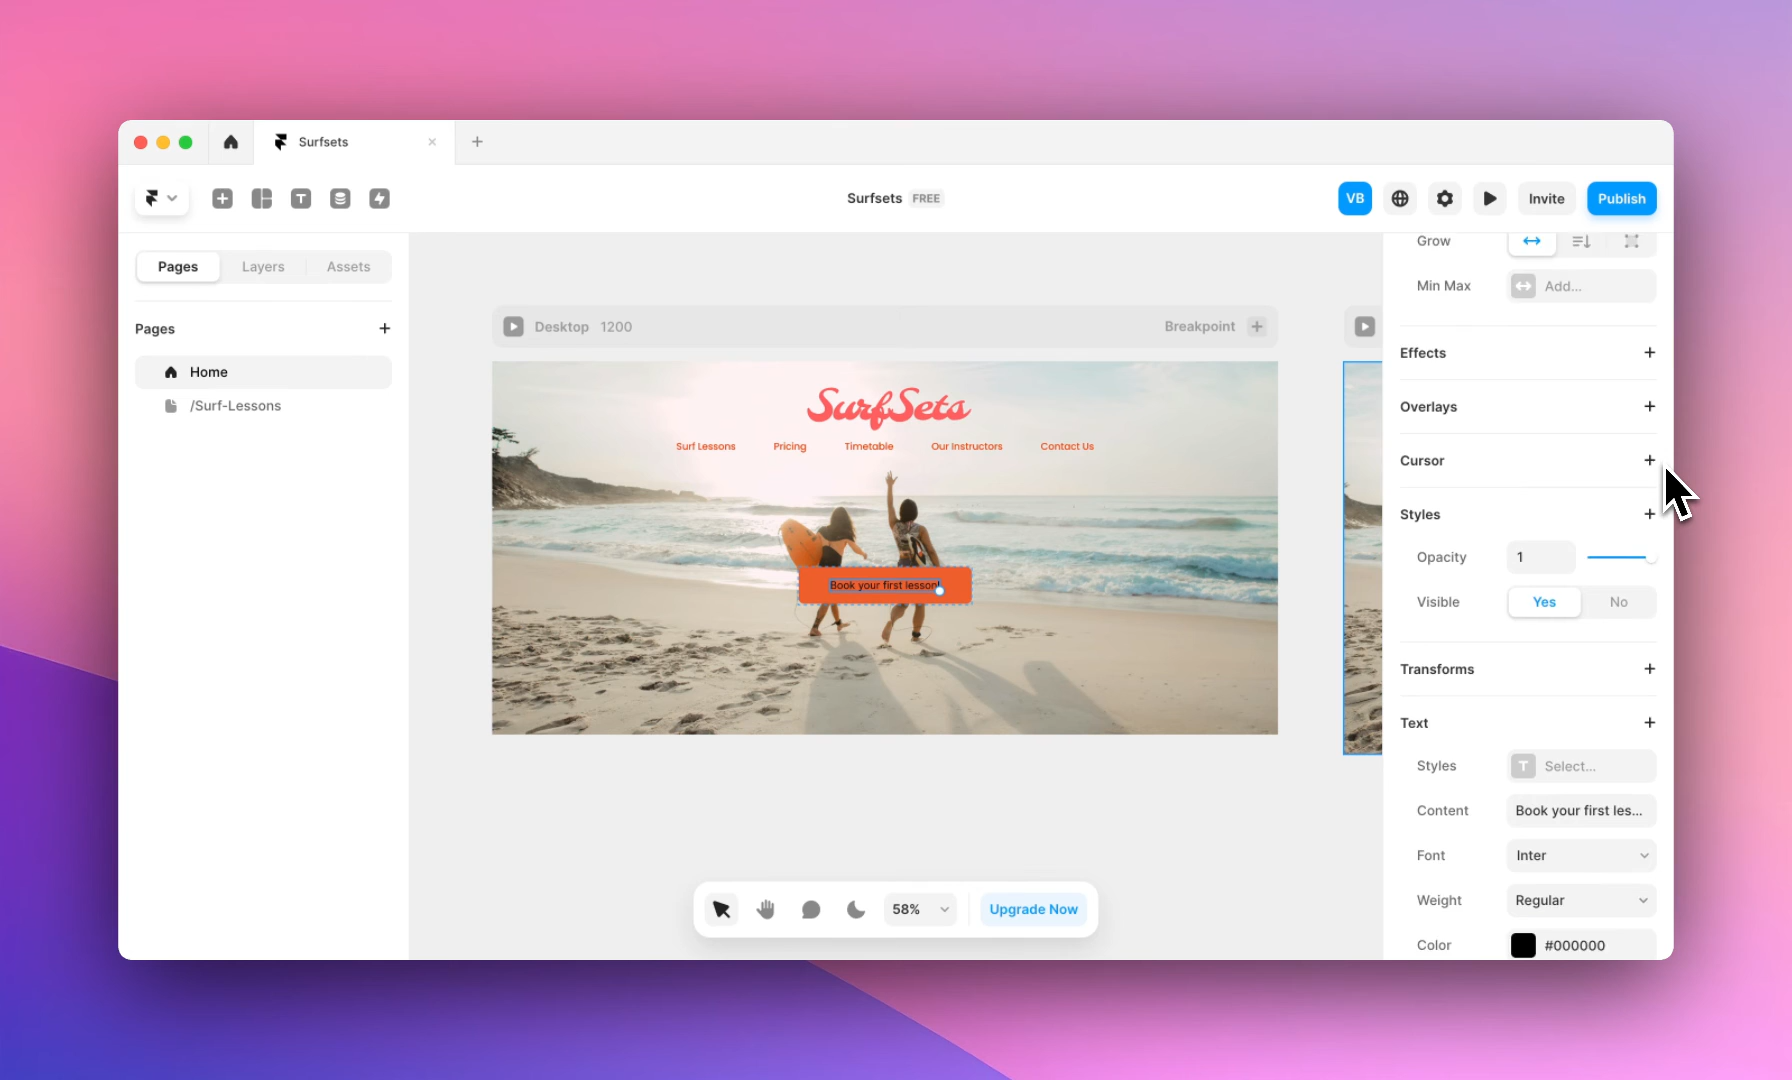 Surfsets
Surfsets FREE
VB
Invite
Publish
Pages
Layers
Assets
Pages
Home
/Surf-Lessons
Desktop 1200
Breakpoint
SurfSets
Surf Lessons
Pricing
Timetable
Our Instructors
Contact Us
Book your first lesson!
58%
Upgrade Now
Grow
Min Max
Add...
Effects
Overlays
Cursor
Styles
Opacity
1
Visible
Yes
No
Transforms
Text
Styles
T
Select...
Content
Book your first les...
Font
Inter
Weight
Regular
Color
#000000